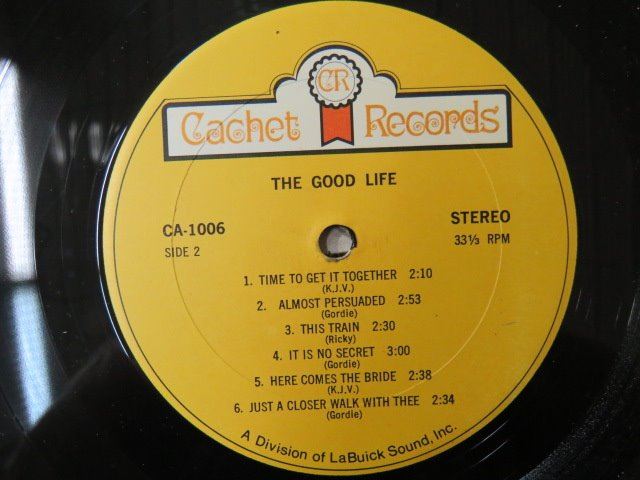 CR
Cachet Records
THE GOOD LIFE
CA-1006
STEREO
SIDE 2
33⅓ RPM
1. TIME TO GET IT TOGETHER 2:10
(K.J.V.)
2. ALMOST PERSUADED 2:53
(Gordie)
3. THIS TRAIN 2:30
(Ricky)
4. IT IS NO SECRET 3:00
(Gordie)
5. HERE COMES THE BRIDE 2:38
(K.J.V.)
6. JUST A CLOSER WALK WITH THEE 2:34
(Gordie)
A Division of LaBuick Sound, Inc.